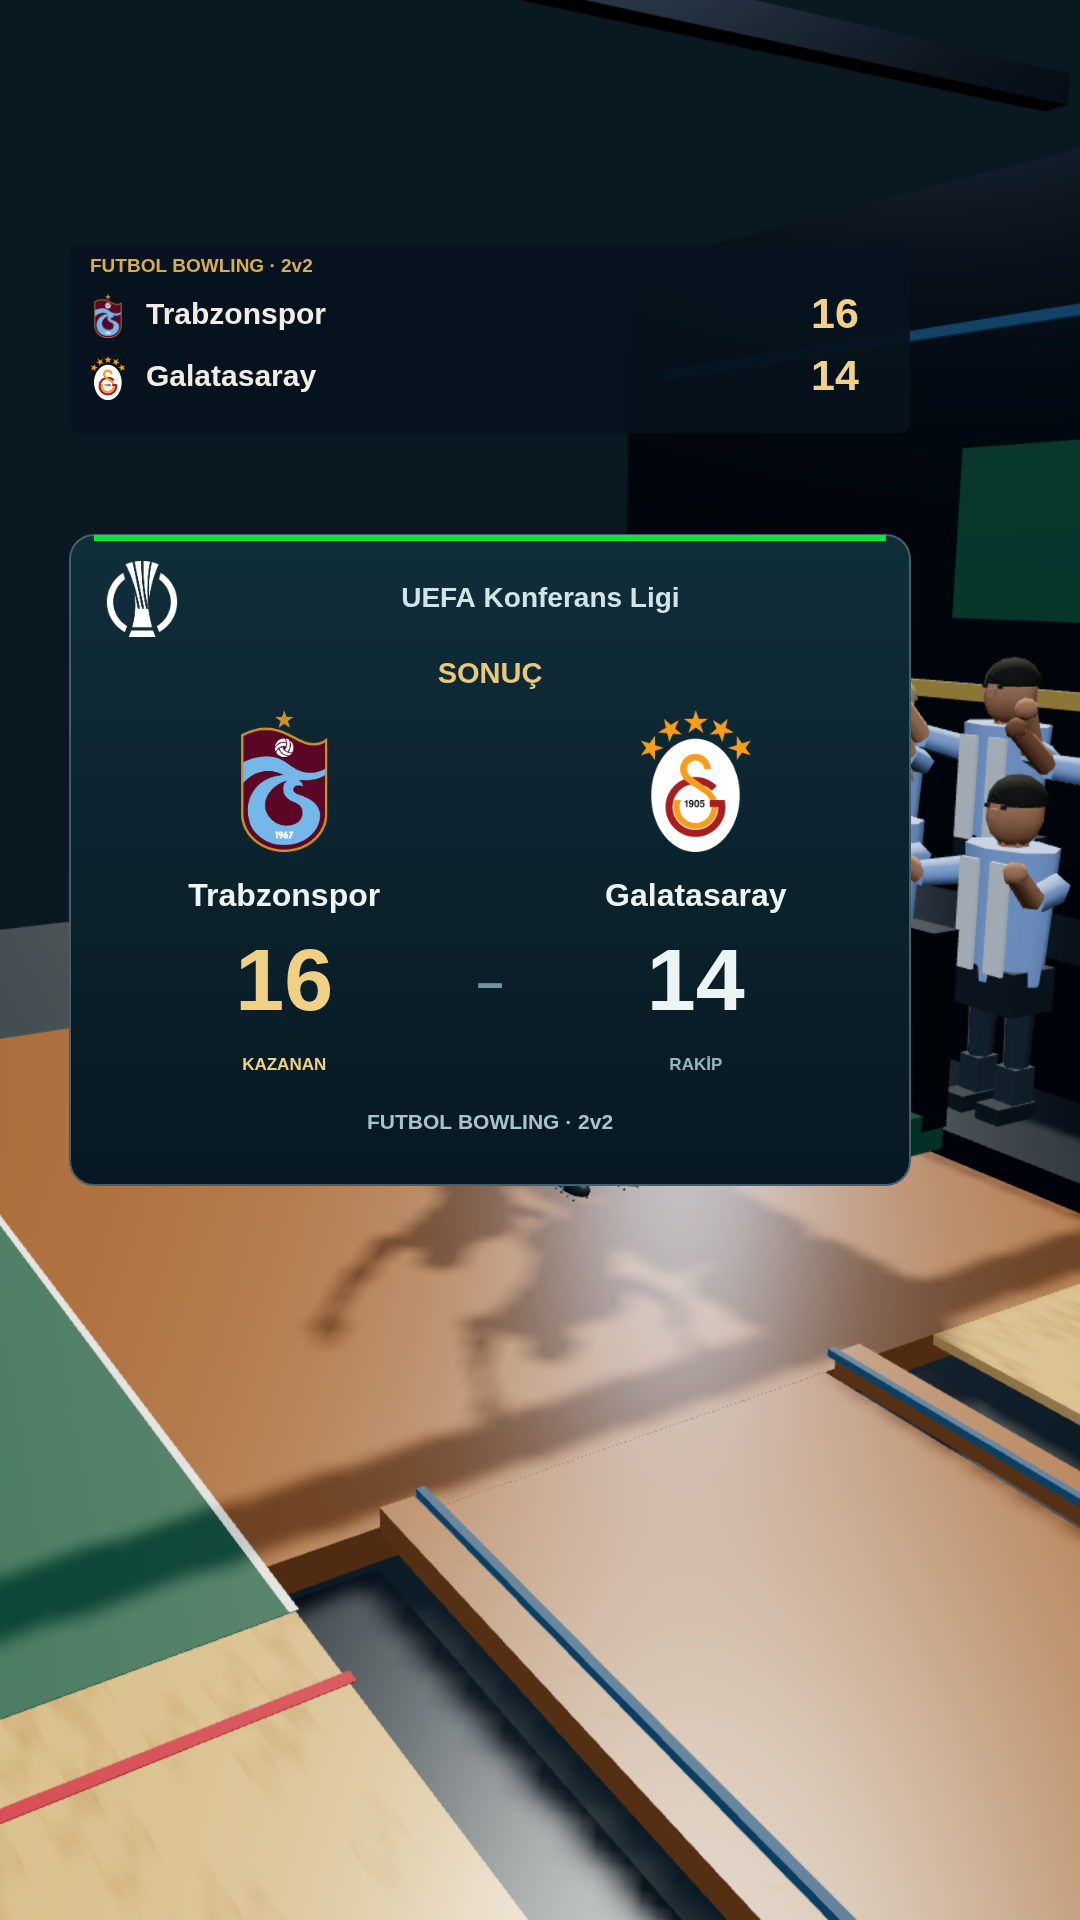 FUTBOL BOWLING · 2v2
Trabzonspor 16
Galatasaray 14
UEFA Konferans Ligi
SONUÇ
1967
1905
Trabzonspor
Galatasaray
16 – 14
KAZANAN
RAKİP
FUTBOL BOWLING · 2v2